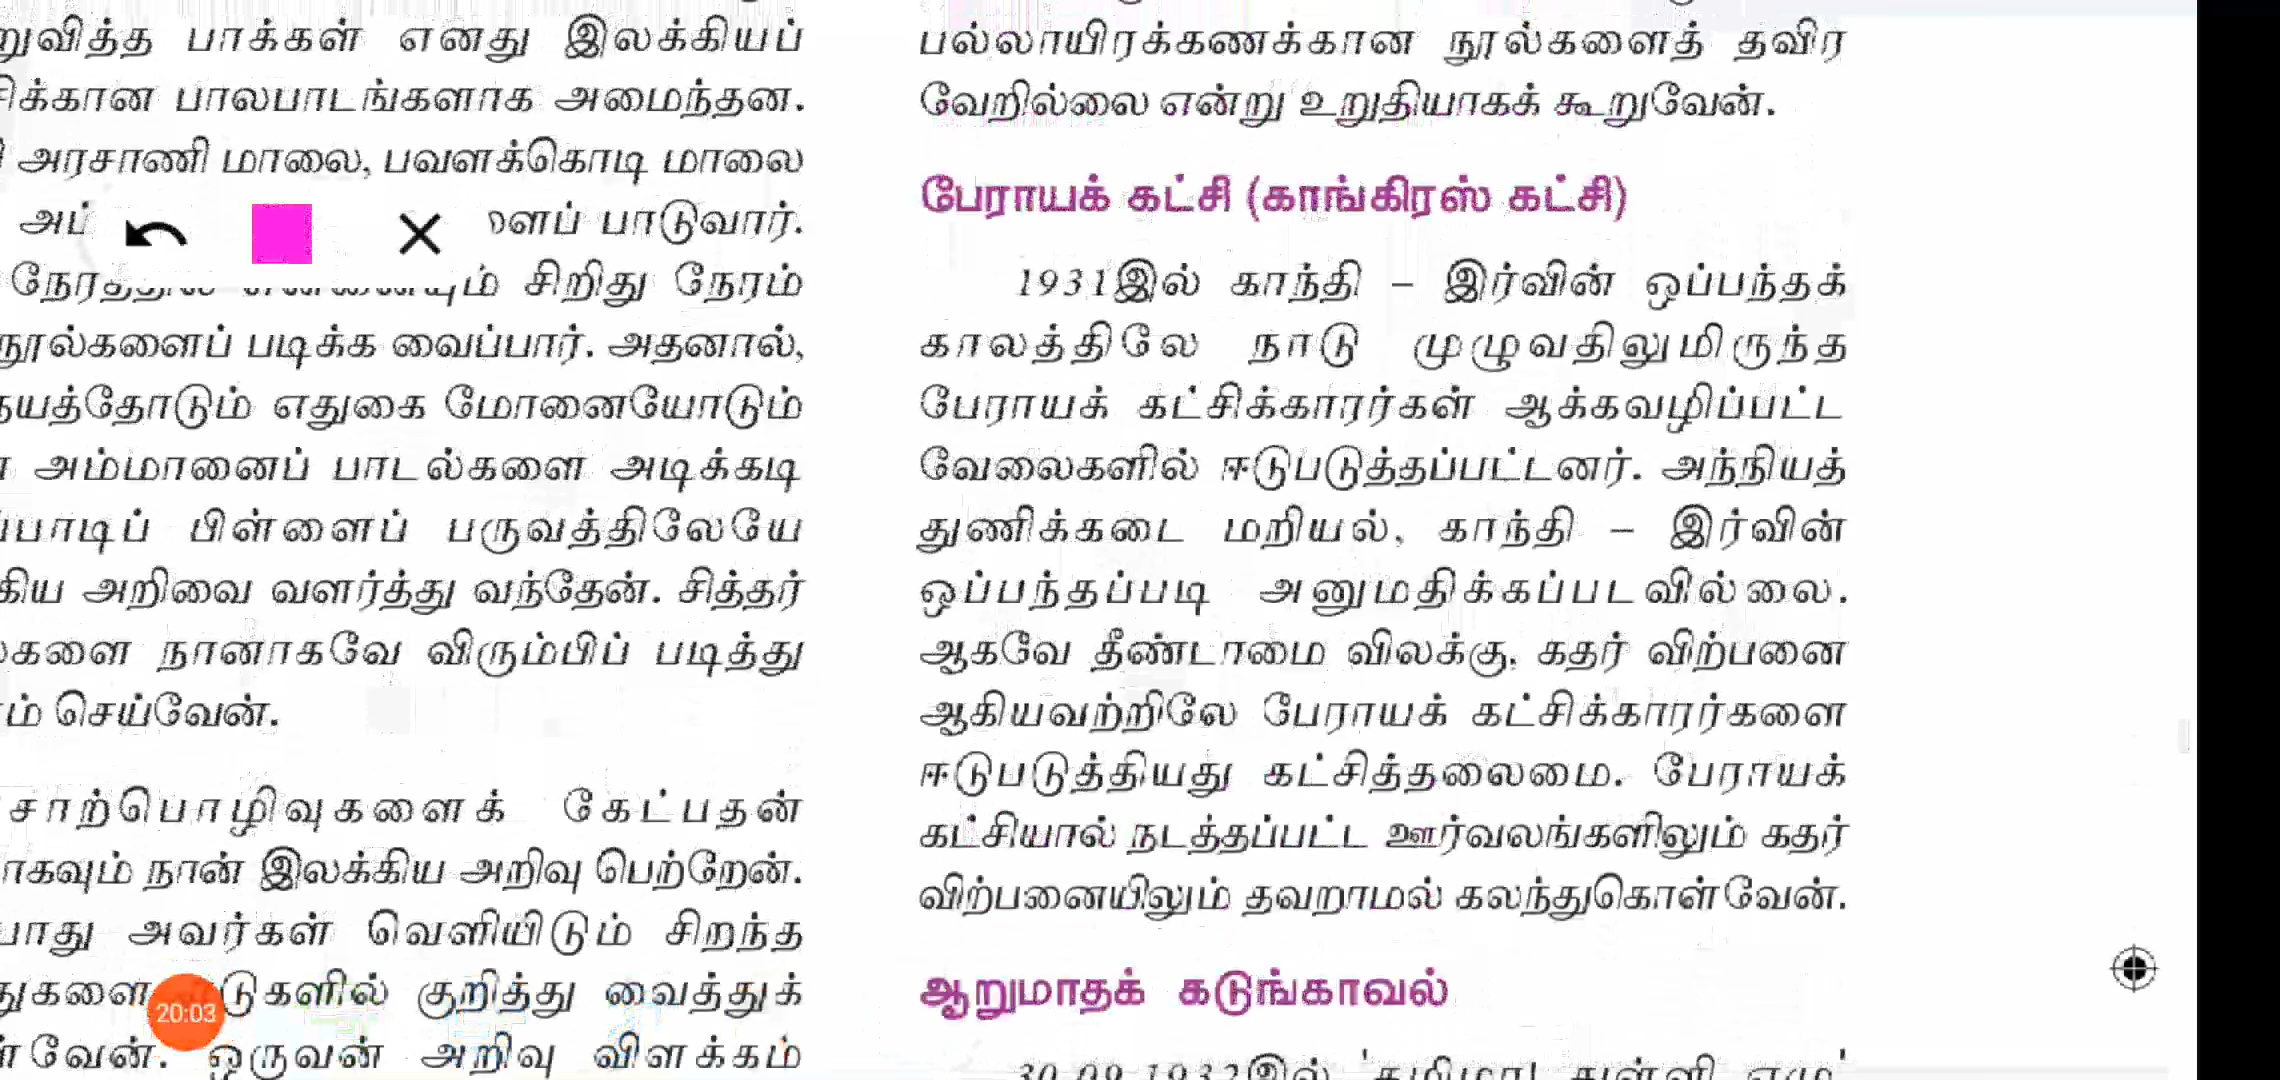 றுவித்த பாக்கள் எனது இலக்கியப்
சிக்கான பாலபாடங்களாக அமைந்தன.
அரசாணி மாலை, பவளக்கொடி மாலை
அப் ளைப் பாடுவார்.
சிறிது நேரம்
நூல்களைப் படிக்க வைப்பார். அதனால்,
நயத்தோடும் எதுகை மோனையோடும்
அம்மானைப் பாடல்களை அடிக்கடி
ப்பாடிப் பிள்ளைப் பருவத்திலேயே
கிய அறிவை வளர்த்து வந்தேன். சித்தர்
களை நானாகவே விரும்பிப் படித்து
ம் செய்வேன்.
சொற்பொழிவுகளைக் கேட்பதன்
ாகவும் நான் இலக்கிய அறிவு பெற்றேன்.
போது அவர்கள் வெளியிடும் சிறந்த
குறித்து வைத்துக்
வேன். ஒருவன் அறிவு விளக்கம்
20:03
பல்லாயிரக்கணக்கான நூல்களைத் தவிர
வேறில்லை என்று உறுதியாகக் கூறுவேன்.
பேராயக் கட்சி (காங்கிரஸ் கட்சி)
1931இல் காந்தி – இர்வின் ஒப்பந்தக்
காலத்திலே நாடு முழுவதிலுமிருந்த
பேராயக் கட்சிக்காரர்கள் ஆக்கவழிப்பட்ட
வேலைகளில் ஈடுபடுத்தப்பட்டனர். அந்நியத்
துணிக்கடை மறியல், காந்தி – இர்வின்
ஒப்பந்தப்படி அனுமதிக்கப்படவில்லை.
ஆகவே தீண்டாமை விலக்கு, கதர் விற்பனை
ஆகியவற்றிலே பேராயக் கட்சிக்காரர்களை
ஈடுபடுத்தியது கட்சித்தலைமை. பேராயக்
கட்சியால் நடத்தப்பட்ட ஊர்வலங்களிலும் கதர்
விற்பனையிலும் தவறாமல் கலந்துகொள்வேன்.
ஆறுமாதக் கடுங்காவல்
30.09.1932இல்